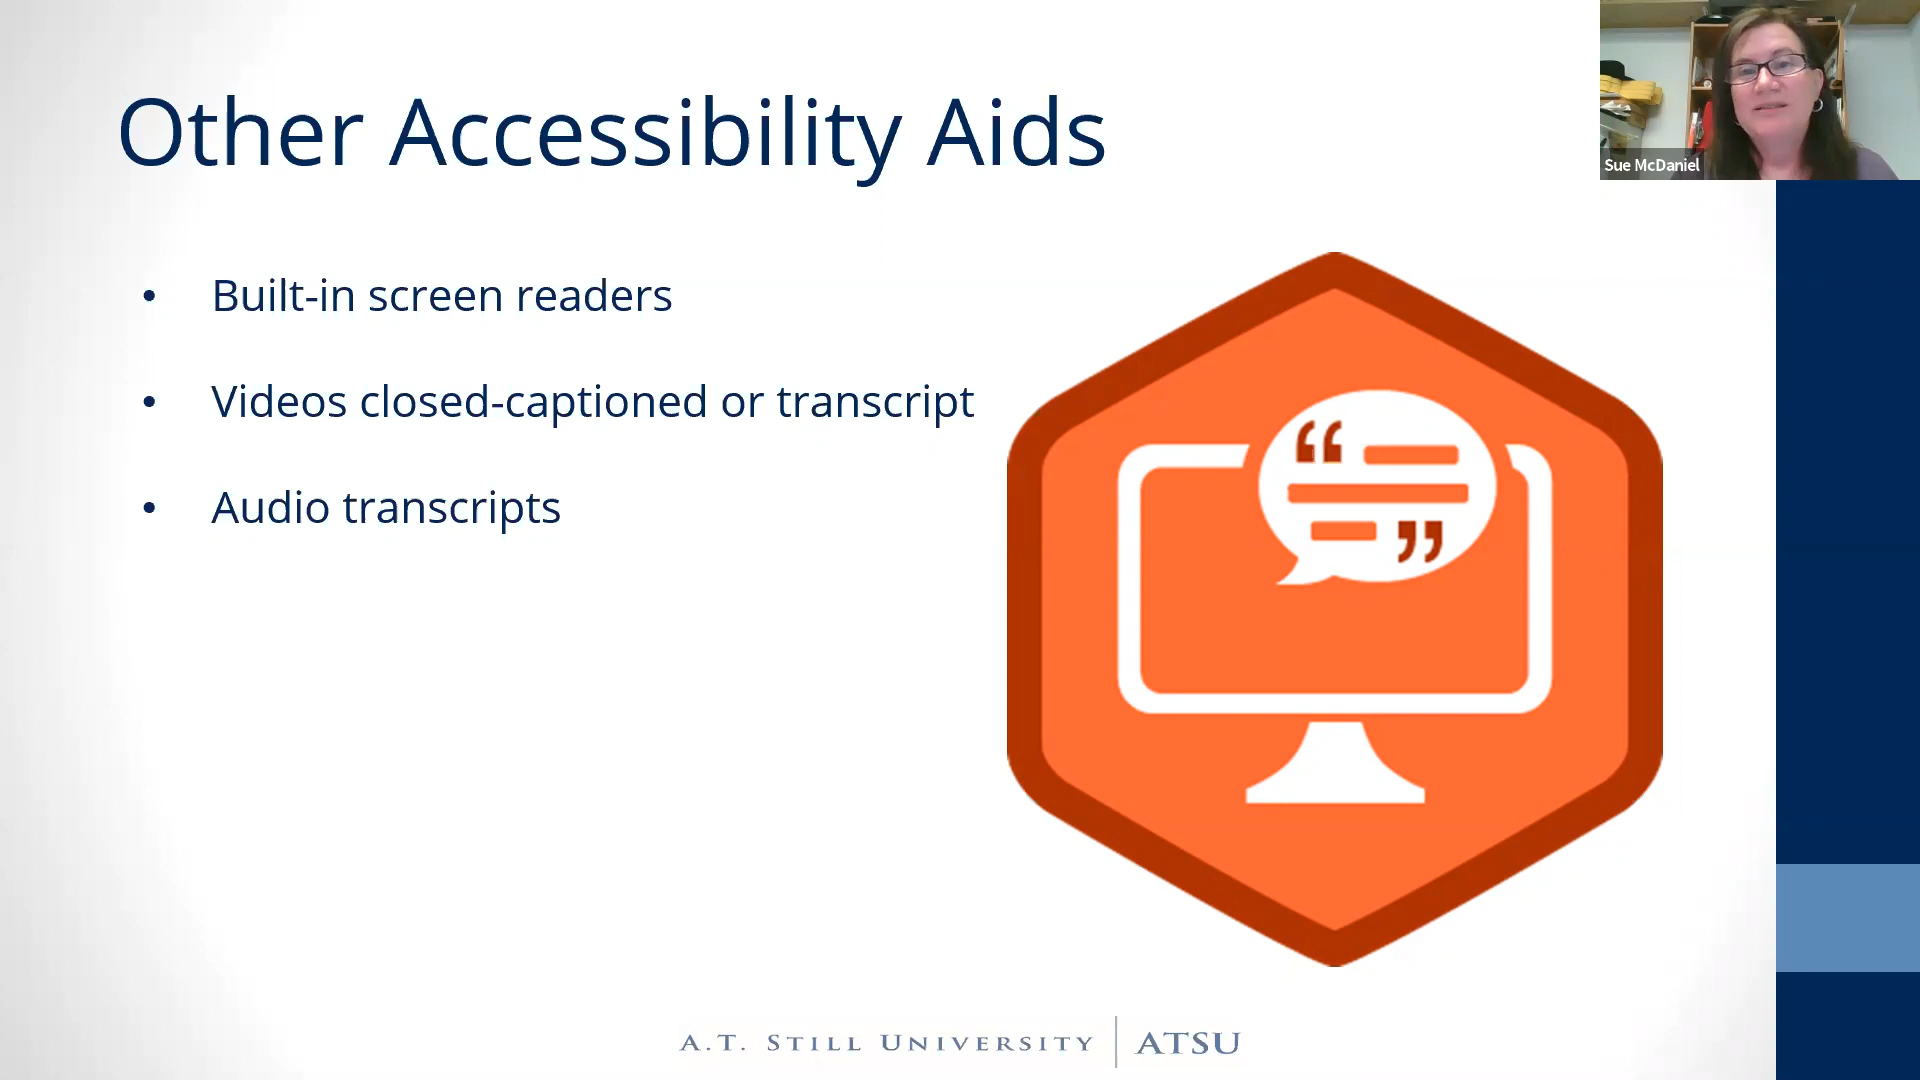 Other Accessibility Aids
Sue McDaniel
• Built-in screen readers
• Videos closed-captioned or transcript
• Audio transcripts
A.T. STILL UNIVERSITY | ATSU